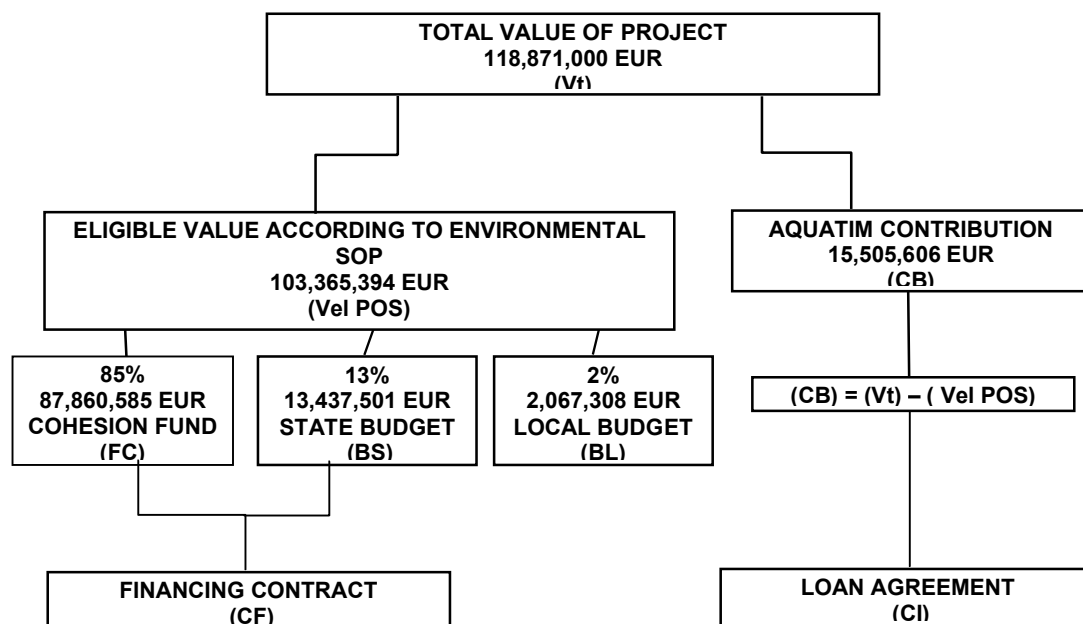 TOTAL VALUE OF PROJECT
118,871,000 EUR
(Vt)
ELIGIBLE VALUE ACCORDING TO ENVIRONMENTAL
SOP
103,365,394 EUR
(Vel POS)
AQUATIM CONTRIBUTION
15,505,606 EUR
(CB)
85%
87,860,585 EUR
COHESION FUND
(FC)
13%
13,437,501 EUR
STATE BUDGET
(BS)
2%
2,067,308 EUR
LOCAL BUDGET
(BL)
(CB) = (Vt) – ( Vel POS)
FINANCING CONTRACT
(CF)
LOAN AGREEMENT
(CI)